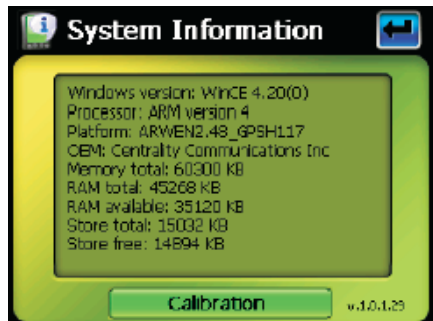 System Information
Windows version: WinCE 4.20(0)
Processor: ARM version 4
Platform: ARWEN2.48_GPSH117
OEM: Centrality Communications Inc
Memory total: 60300 KB
RAM total: 45268 KB
RAM available: 35120 KB
Store total: 15032 KB
Store free: 14894 KB
Calibration
v.1.0.1.29